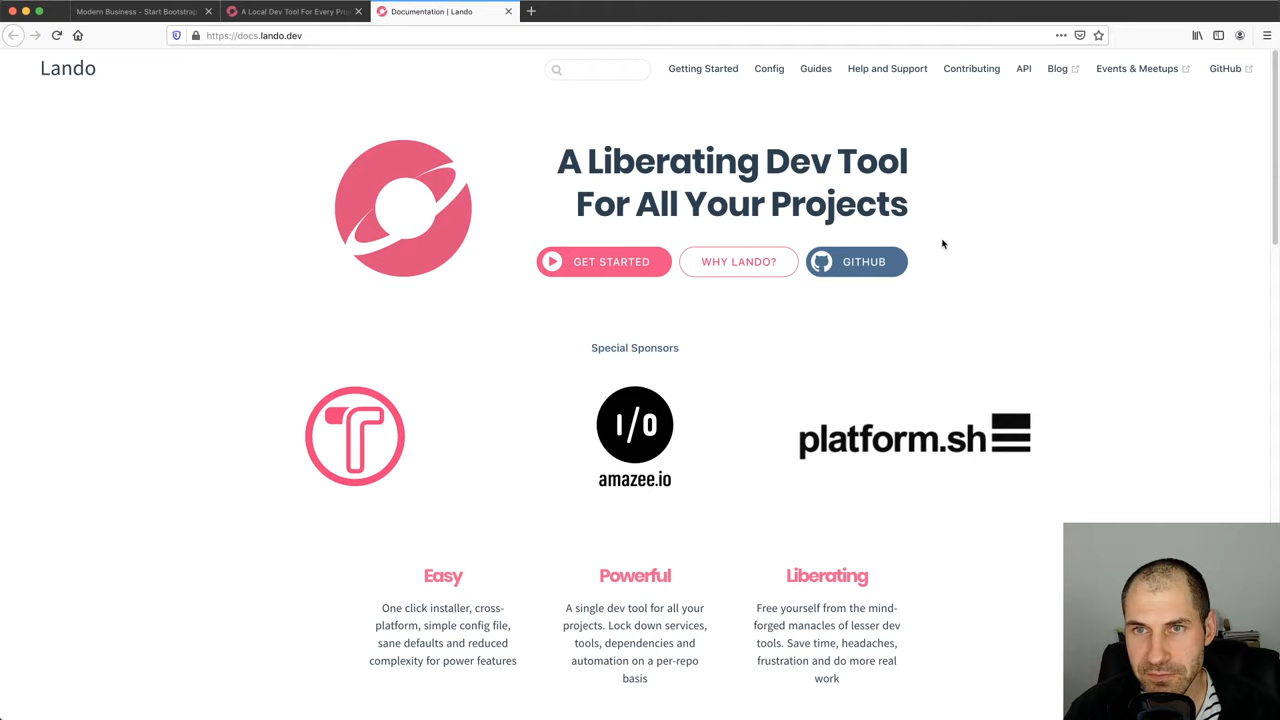 Modern Business - Start Bootstrap
A Local Dev Tool For Every Pro
Documentation | Lando
https://docs.lando.dev
Lando
Getting Started
Config
Guides
Help and Support
Contributing
API
Blog
Events & Meetups
GitHub
A Liberating Dev Tool
For All Your Projects
GET STARTED
WHY LANDO?
GITHUB
Special Sponsors
T
I/O
amazee.io
platform.sh
Easy
One click installer, cross-
platform, simple config file,
sane defaults and reduced
complexity for power features
Powerful
A single dev tool for all your
projects. Lock down services,
tools, dependencies and
automation on a per-repo
basis
Liberating
Free yourself from the mind-
forged manacles of lesser dev
tools. Save time, headaches,
frustration and do more real
work